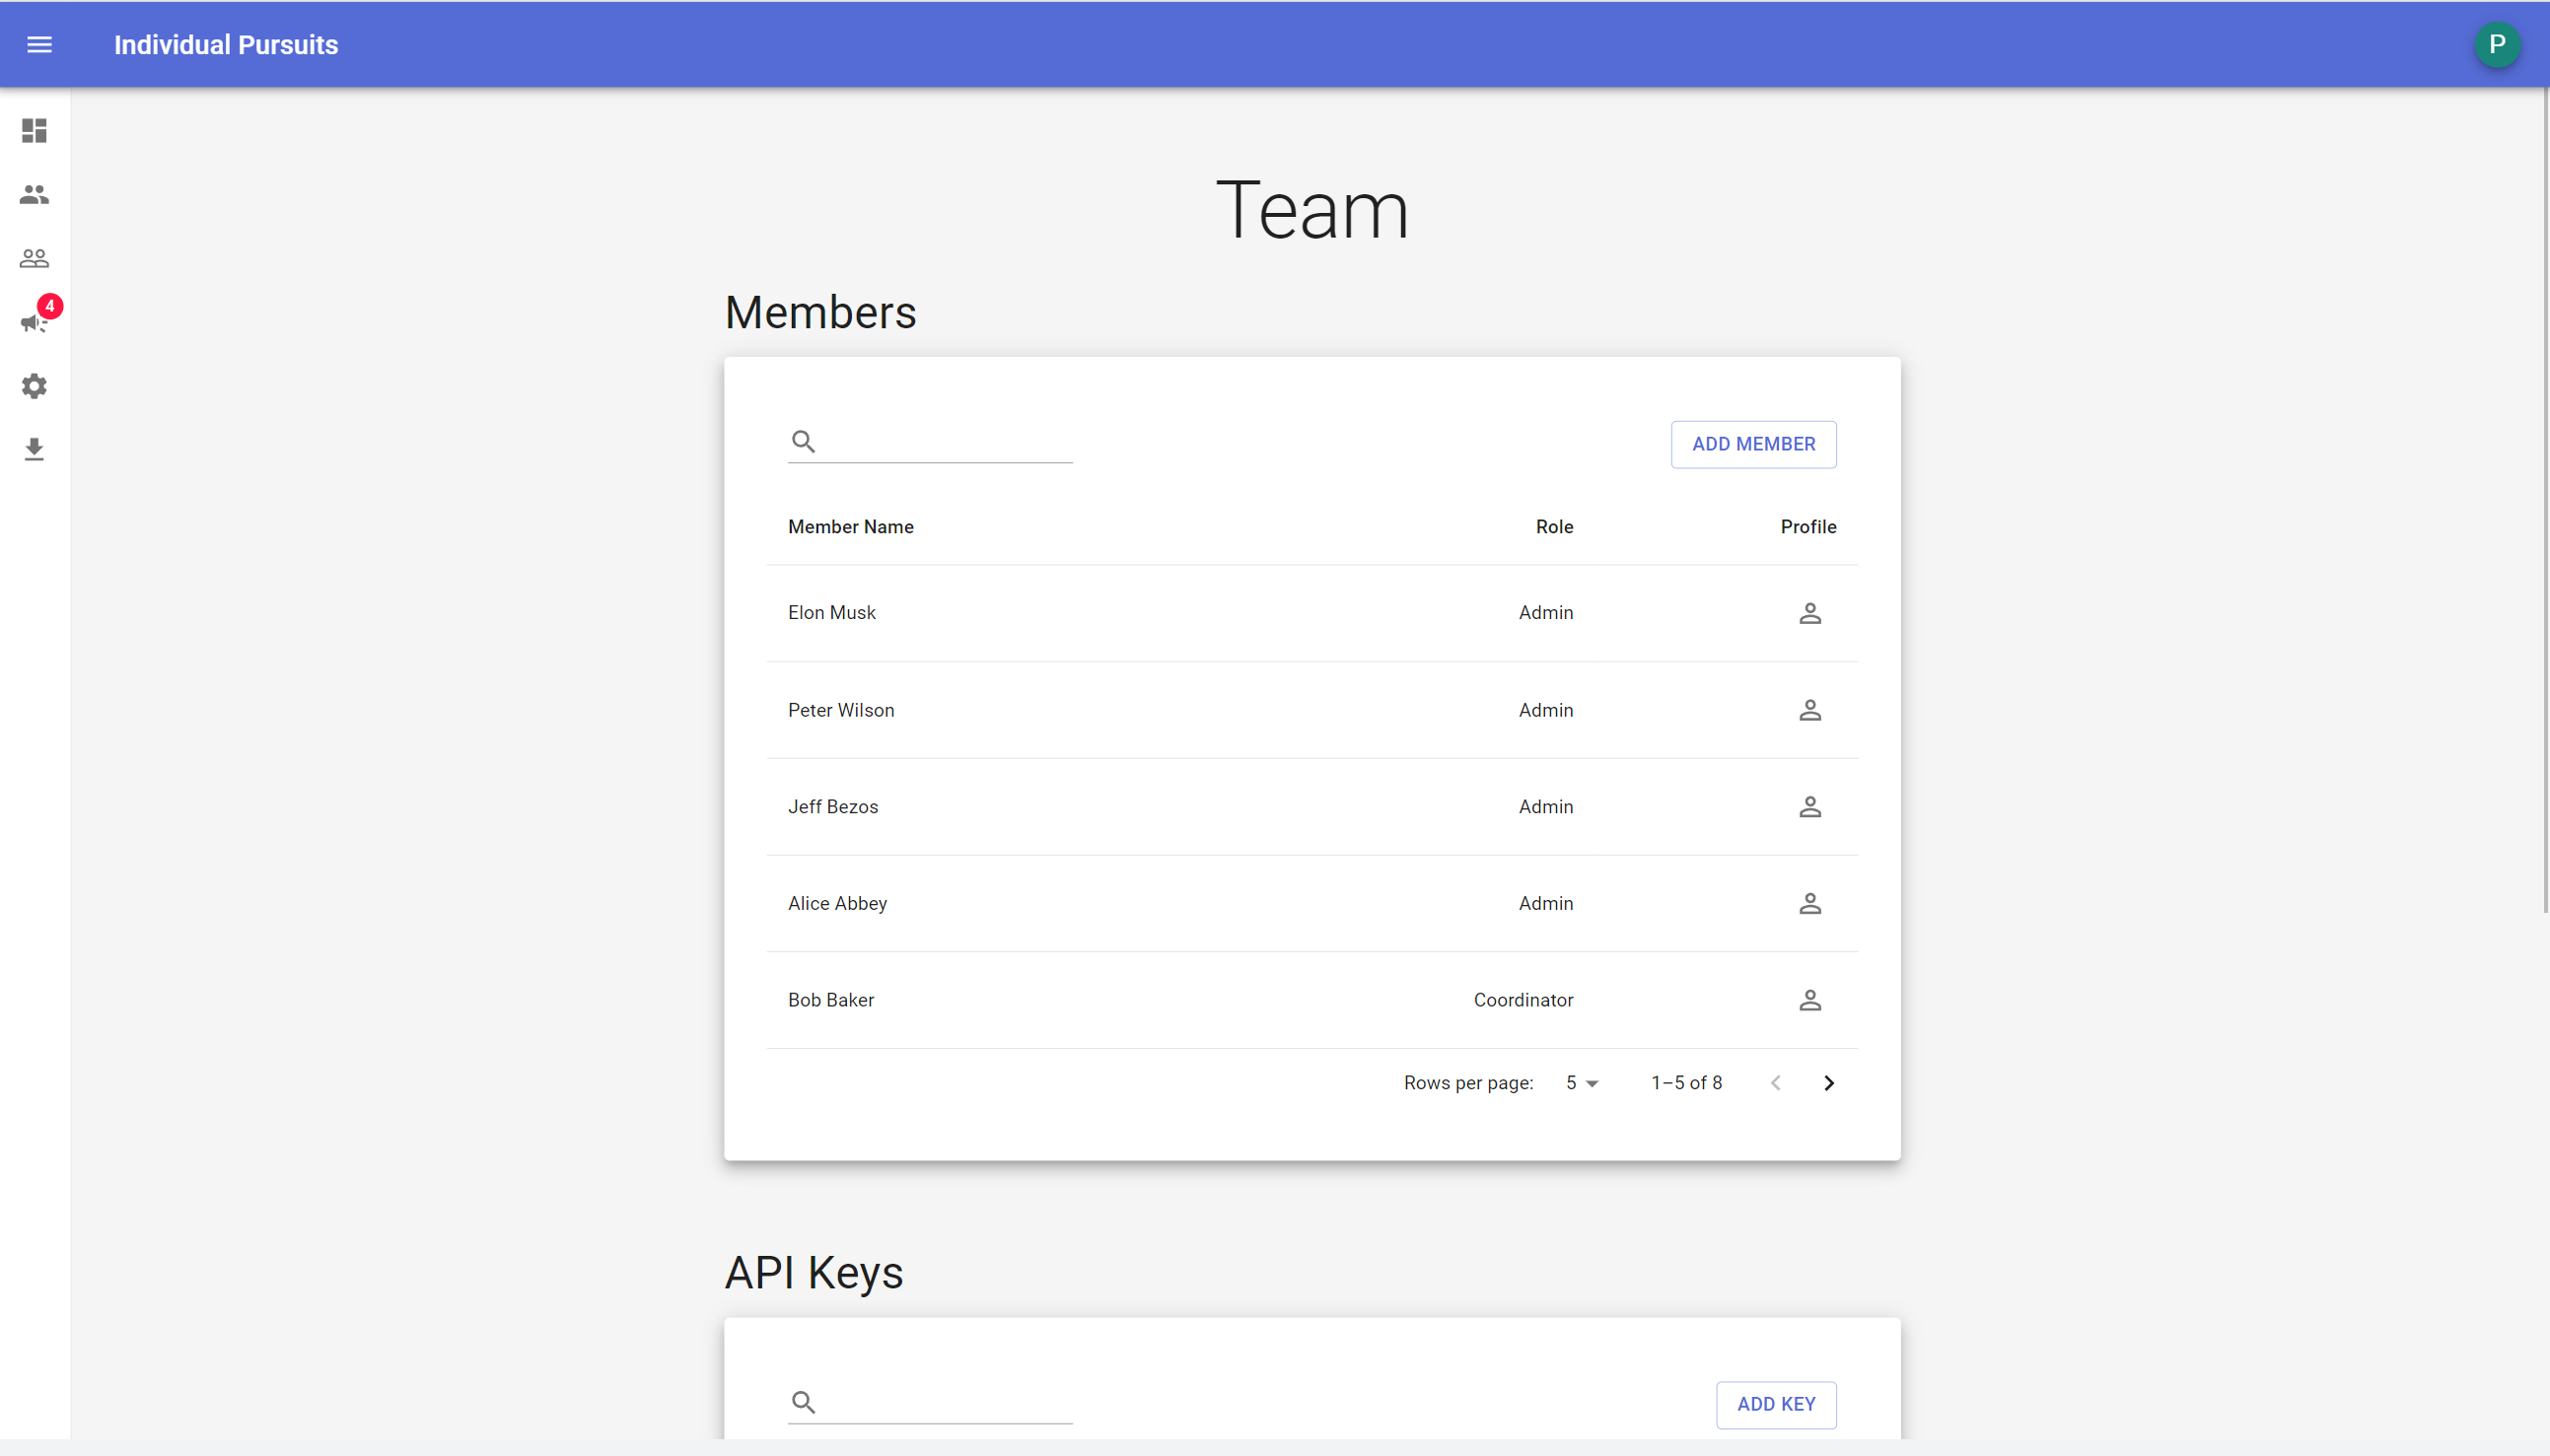 Individual Pursuits
P
4
Team
Members
ADD MEMBER
Member Name Role Profile
Elon Musk Admin
Peter Wilson Admin
Jeff Bezos Admin
Alice Abbey Admin
Bob Baker Coordinator
Rows per page: 5 1–5 of 8
API Keys
ADD KEY